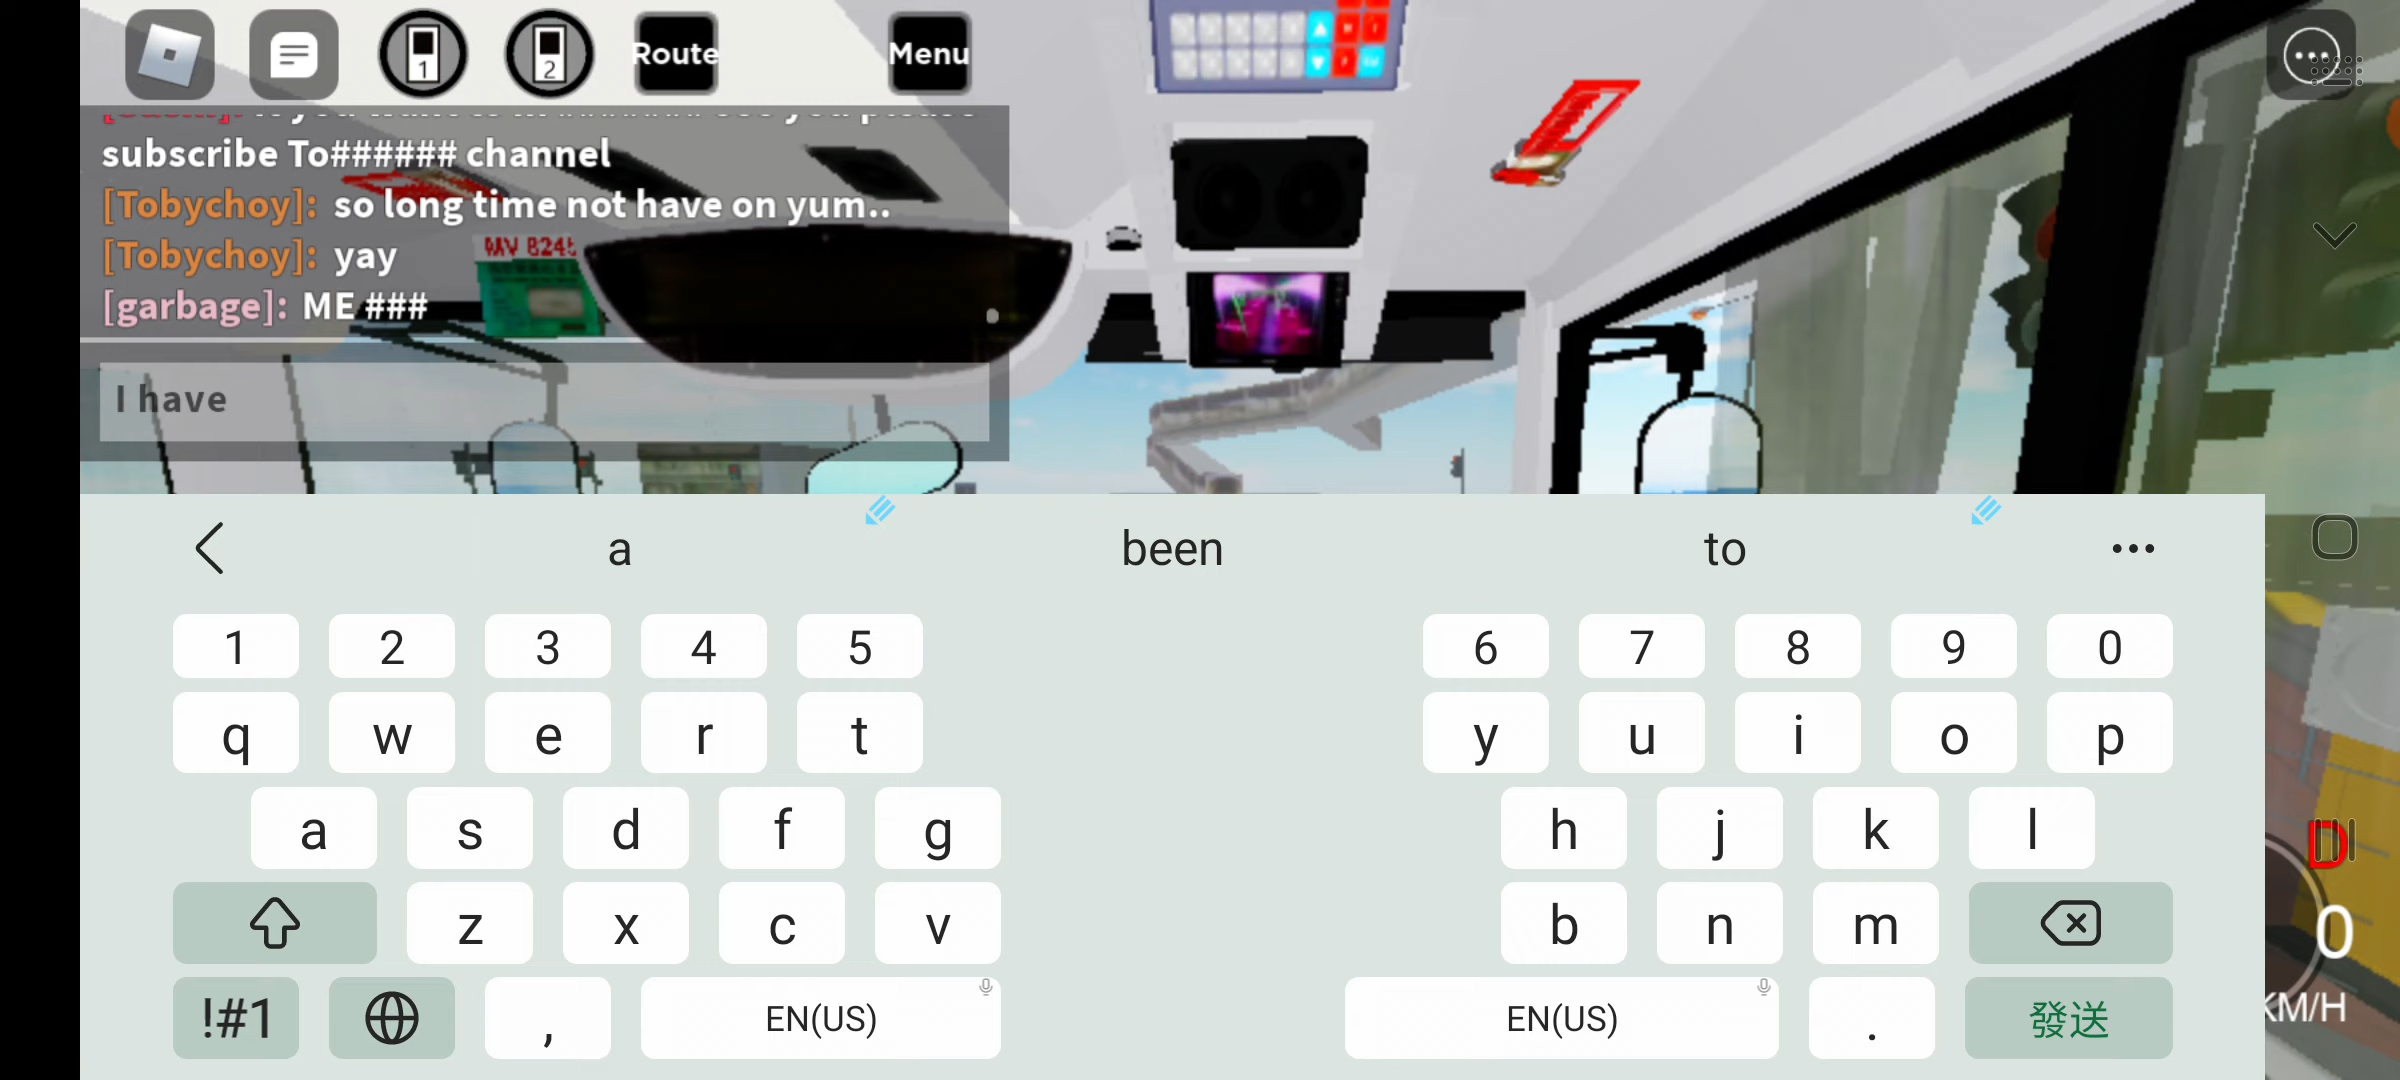 1
2
Route
Menu
subscribe To###### channel
[Tobychoy]: so long time not have on yum..
[Tobychoy]: yay
[garbage]: ME ###
I have
a been to
1 2 3 4 5 6 7 8 9 0
q w e r t y u i o p
a s d f g h j k l
z x c v b n m
!#1 , EN(US) EN(US) . 發送
D
0
KM/H